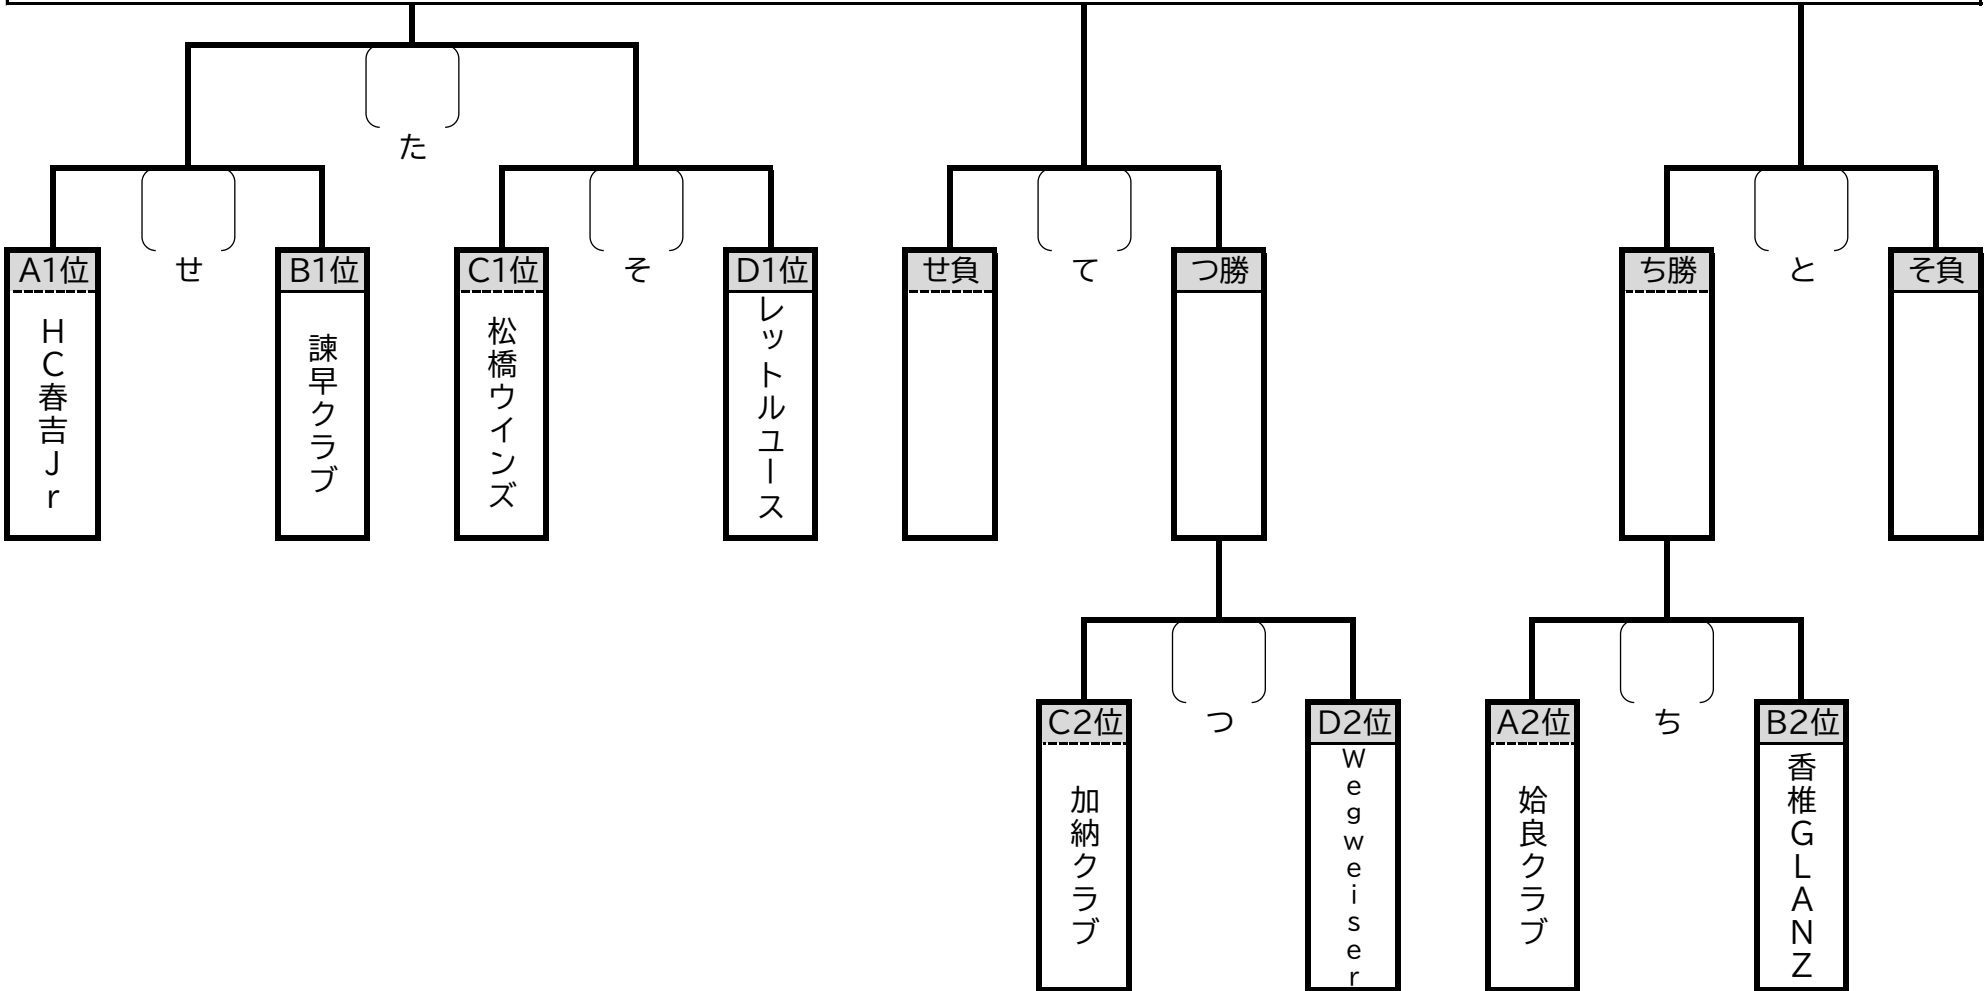 た
A1位
せ
B1位
C1位
そ
D1位
せ負
て
つ勝
ち勝
と
そ負
HC春吉Jr
諫早クラブ
松橋ウインズ
レットルユース
C2位
つ
D2位
A2位
ち
B2位
加納クラブ
Wegweiser
姶良クラブ
香椎GLANZ